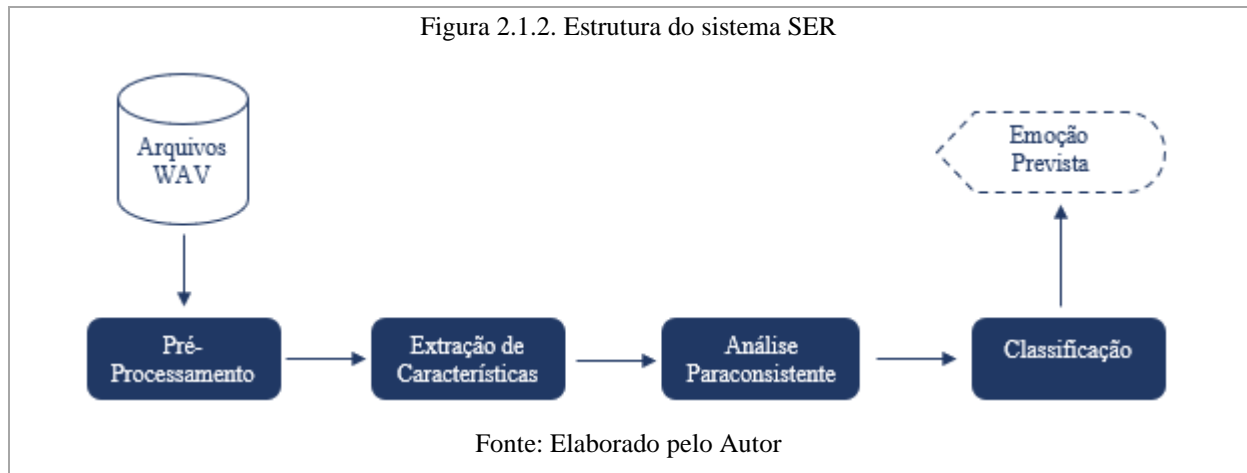 Figura 2.1.2. Estrutura do sistema SER
Arquivos
WAV
Emoção
Prevista
Pré-
Processamento
Extração de
Características
Análise
Paraconsistente
Classificação
Fonte: Elaborado pelo Autor